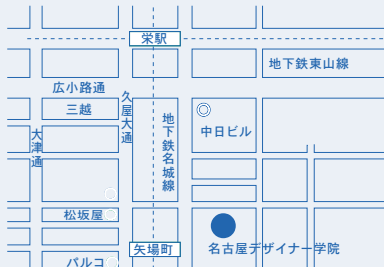 栄駅
地下鉄東山線
広小路通
三越
久屋大通
地下鉄名城線
中日ビル
大津通
松坂屋
矢場町
名古屋デザイナー学院
パルコ